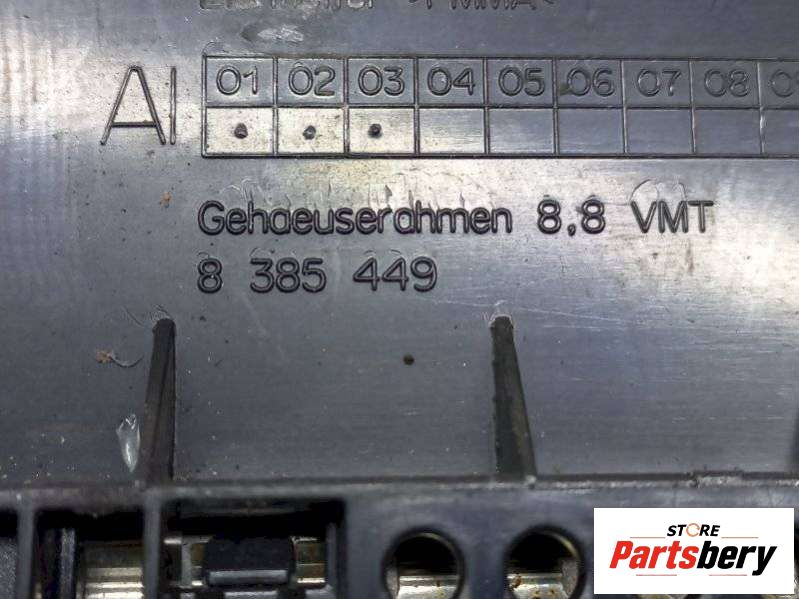 AI 01 02 03 04 05 06 07 08
Gehaeuserahmen 8,8 VMT
8 385 449
STORE
Partsbery